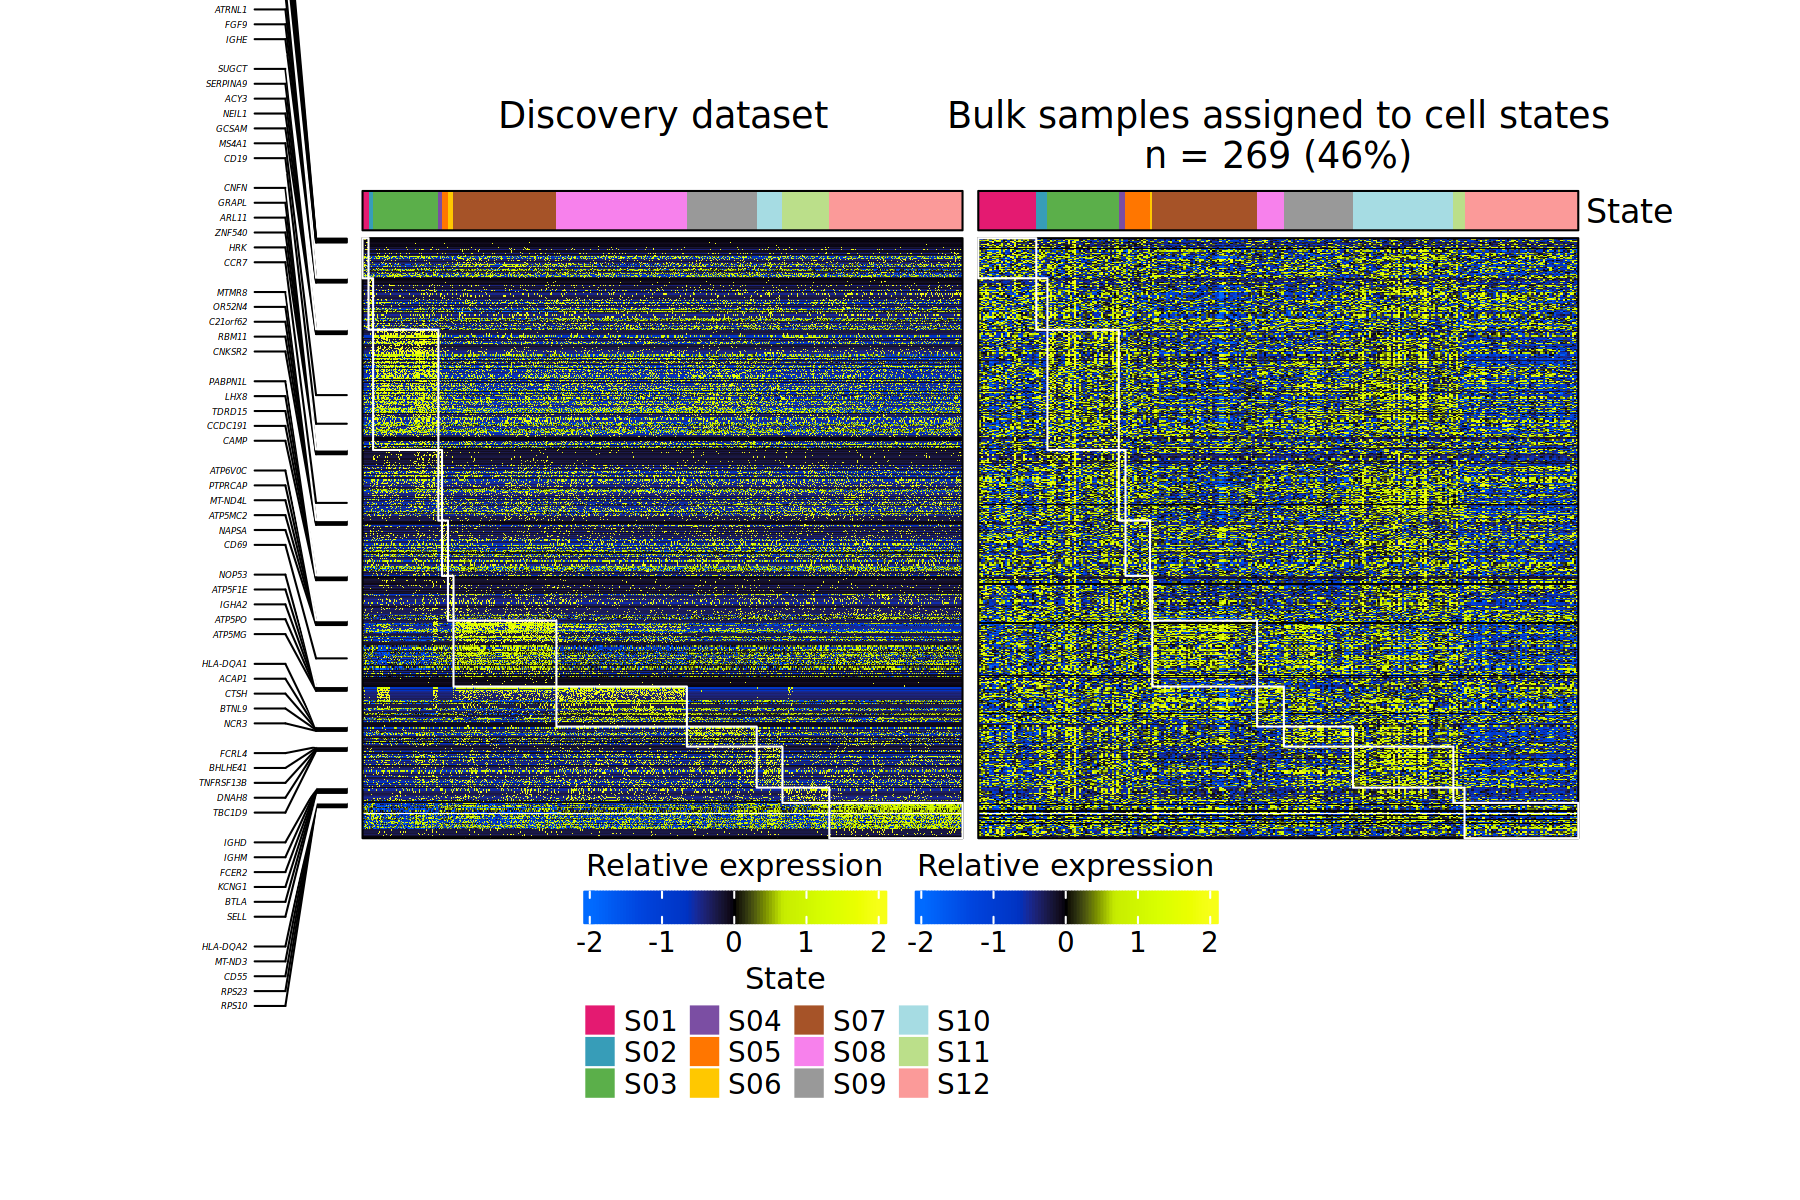 ATRNL1
FGF9
IGHE
SUGCT
SERPINA9
ACY3
NEIL1
GCSAM
MS4A1
CD19
CNFN
GRAPL
ARL11
ZNF540
HRK
CCR7
MTMR8
OR52N4
C21orf62
RBM11
CNKSR2
PABPN1L
LHX8
TDRD15
CCDC191
CAMP
ATP6V0C
PTPRCAP
MT-ND4L
ATP5MC2
NAPSA
CD69
NOP53
ATP5F1E
IGHA2
ATP5PO
ATP5MG
HLA-DQA1
ACAP1
CTSH
BTNL9
NCR3
FCRL4
BHLHE41
TNFRSF13B
DNAH8
TBC1D9
IGHD
IGHM
FCER2
KCNG1
BTLA
SELL
HLA-DQA2
MT-ND3
CD55
RPS23
RPS10
Discovery dataset
Bulk samples assigned to cell states
n = 269 (46%)
State
Relative expression
-2 -1 0 1 2
Relative expression
-2 -1 0 1 2
State
S01 S04 S07 S10
S02 S05 S08 S11
S03 S06 S09 S12